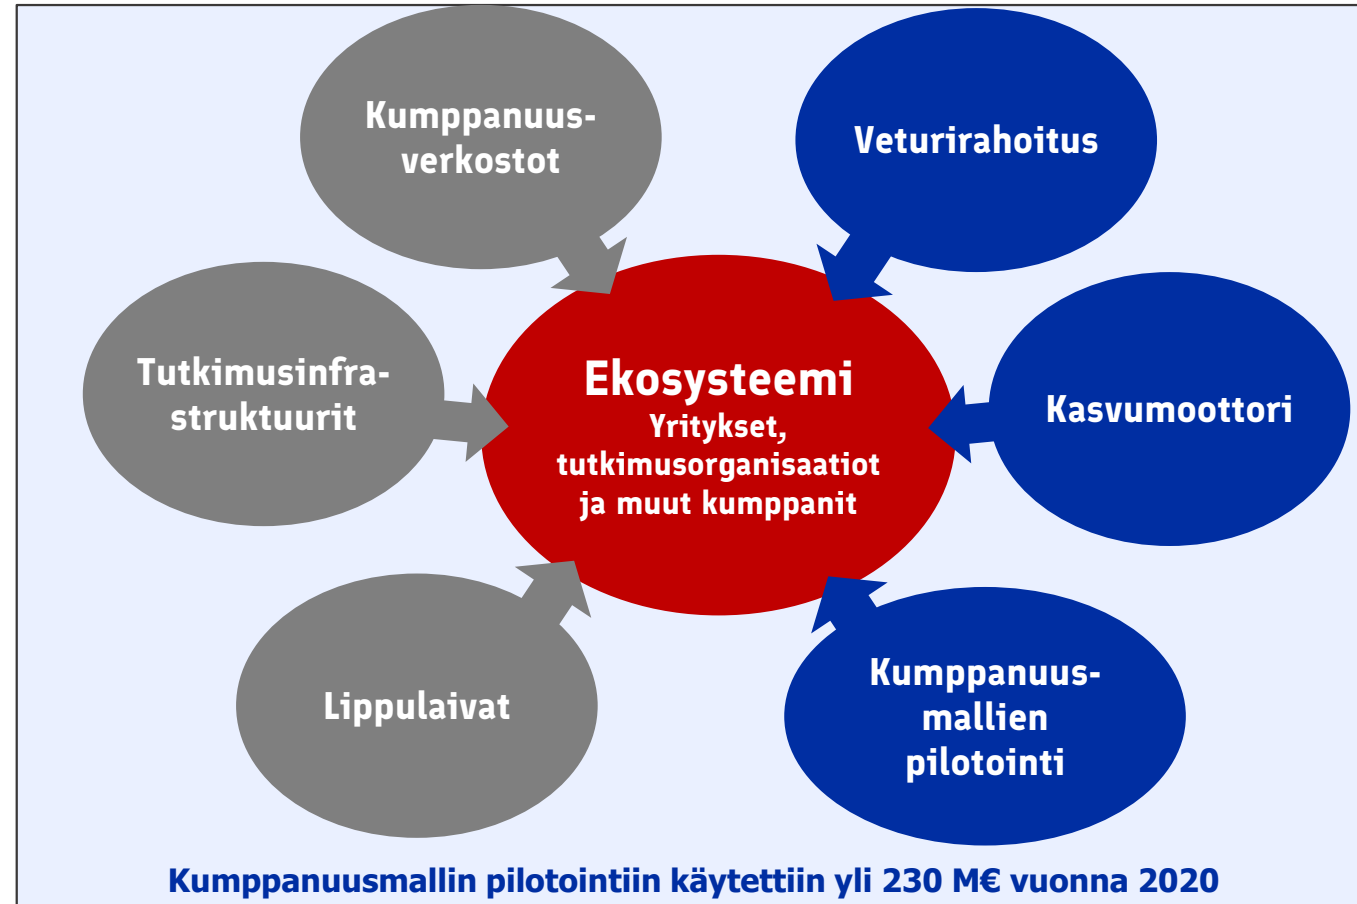 Kumppanuus-
verkostot
Veturirahoitus
Tutkimusinfra-
struktuurit
Ekosysteemi
Yritykset,
tutkimusorganisaatiot
ja muut kumppanit
Kasvumoottori
Lippulaivat
Kumppanuus-
mallien
pilotointi
Kumppanuusmallin pilotointiin käytettiin yli 230 M€ vuonna 2020